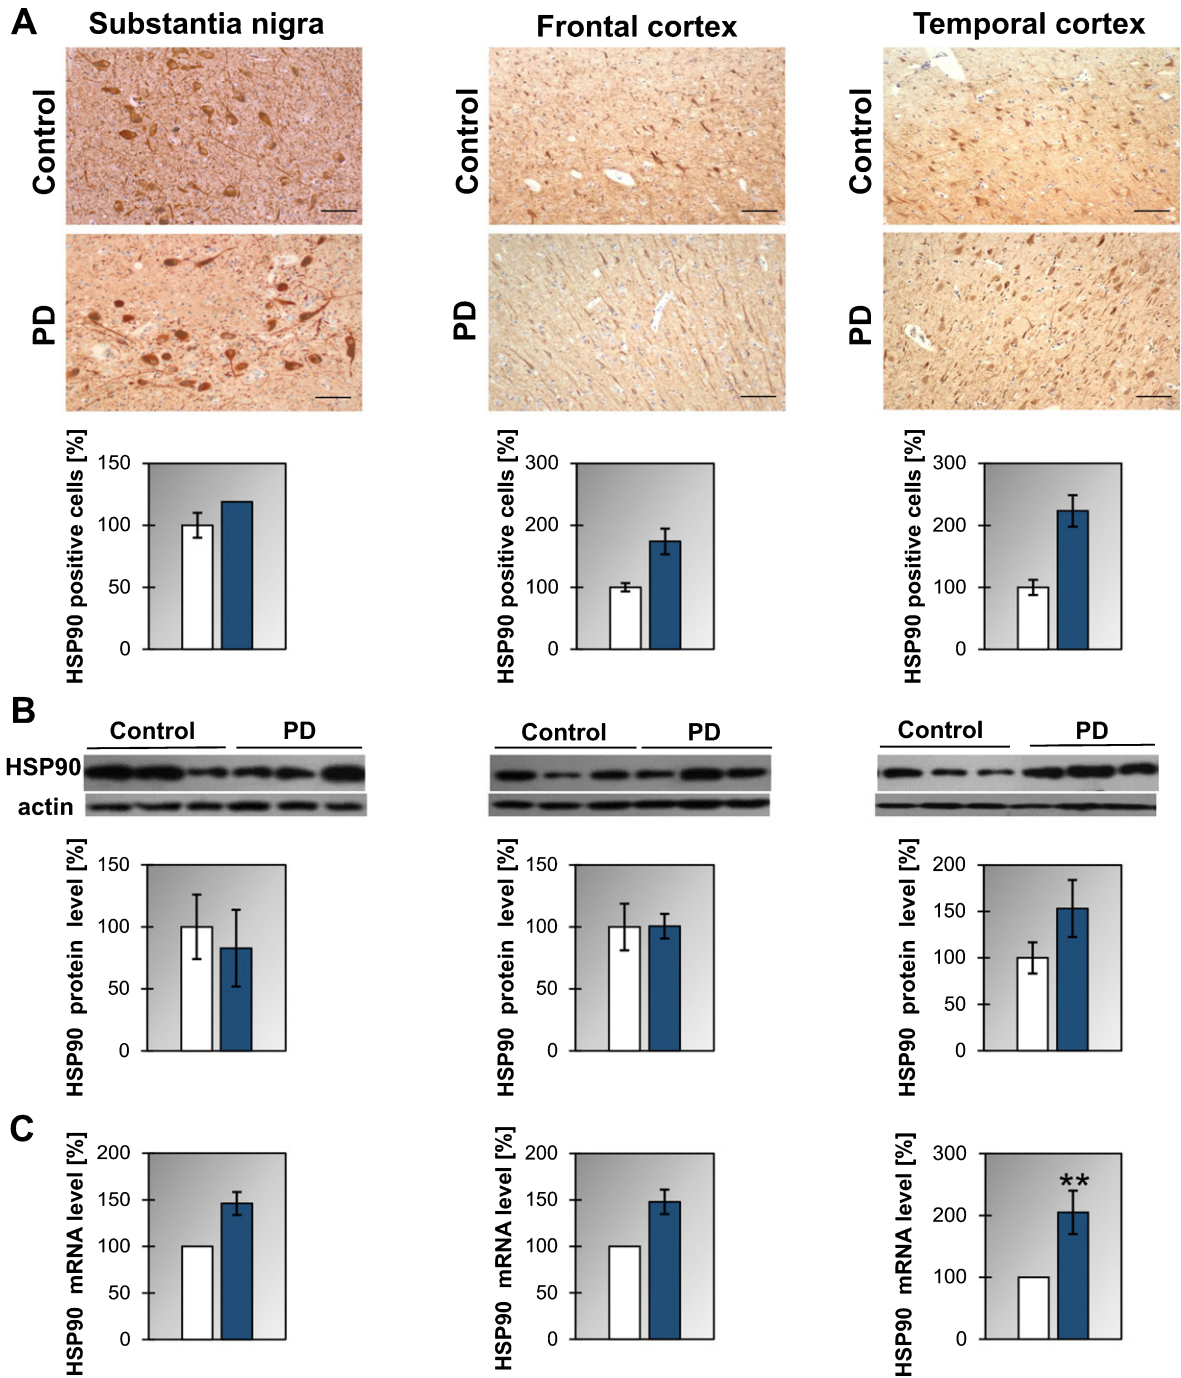 A
Substantia nigra
Frontal cortex
Temporal cortex
Control
Control
Control
PD
PD
PD
HSP90 positive cells [%]
150
100
50
0
HSP90 positive cells [%]
300
200
100
0
HSP90 positive cells [%]
300
200
100
0
B
Control PD
Control PD
Control PD
HSP90
actin
HSP90 protein level [%]
150
100
50
0
HSP90 protein level [%]
150
100
50
0
HSP90 protein level [%]
200
150
100
50
0
C
HSP90 mRNA level [%]
200
150
100
50
0
HSP90 mRNA level [%]
200
150
100
50
0
HSP90 mRNA level [%]
300
200
100
0
**